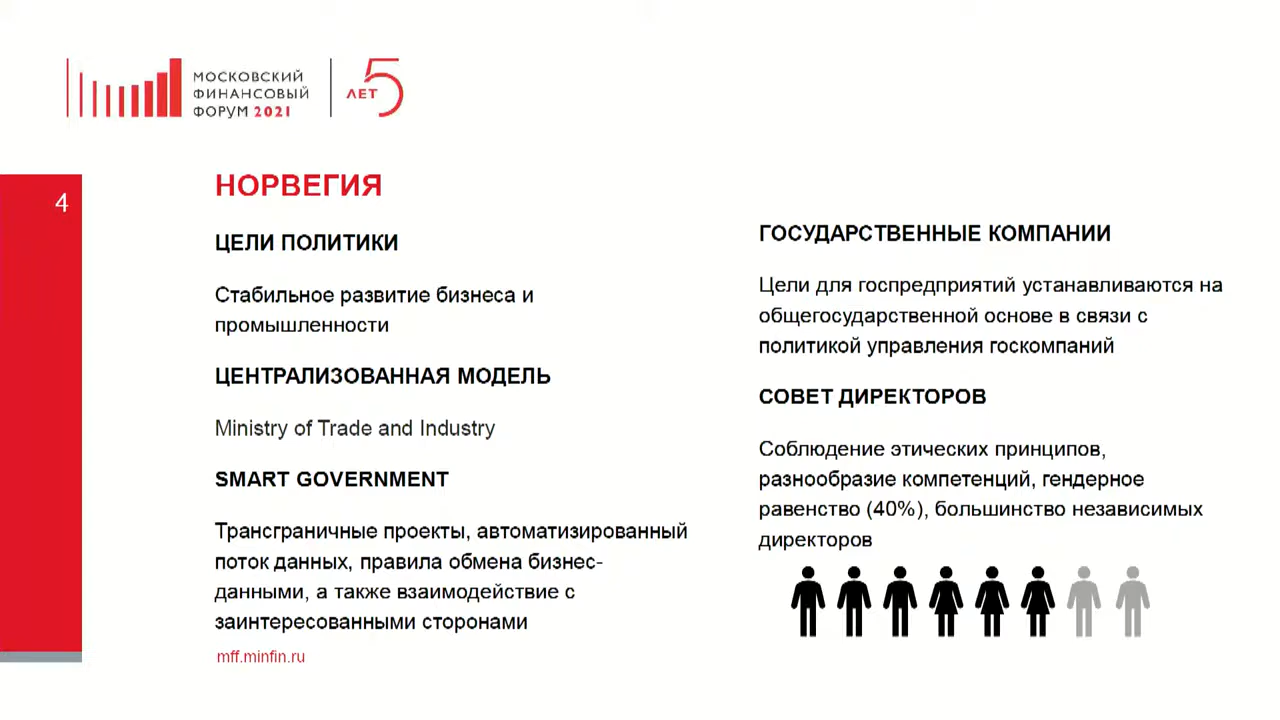 МОСКОВСКИЙ
ФИНАНСОВЫЙ
ФОРУМ 2021
ЛЕТ 5
4
НОРВЕГИЯ
ЦЕЛИ ПОЛИТИКИ
Стабильное развитие бизнеса и
промышленности
ЦЕНТРАЛИЗОВАННАЯ МОДЕЛЬ
Ministry of Trade and Industry
SMART GOVERNMENT
Трансграничные проекты, автоматизированный
поток данных, правила обмена бизнес-
данными, а также взаимодействие с
заинтересованными сторонами
mff.minfin.ru
ГОСУДАРСТВЕННЫЕ КОМПАНИИ
Цели для госпредприятий устанавливаются на
общегосударственной основе в связи с
политикой управления госкомпаний
СОВЕТ ДИРЕКТОРОВ
Соблюдение этических принципов,
разнообразие компетенций, гендерное
равенство (40%), большинство независимых
директоров